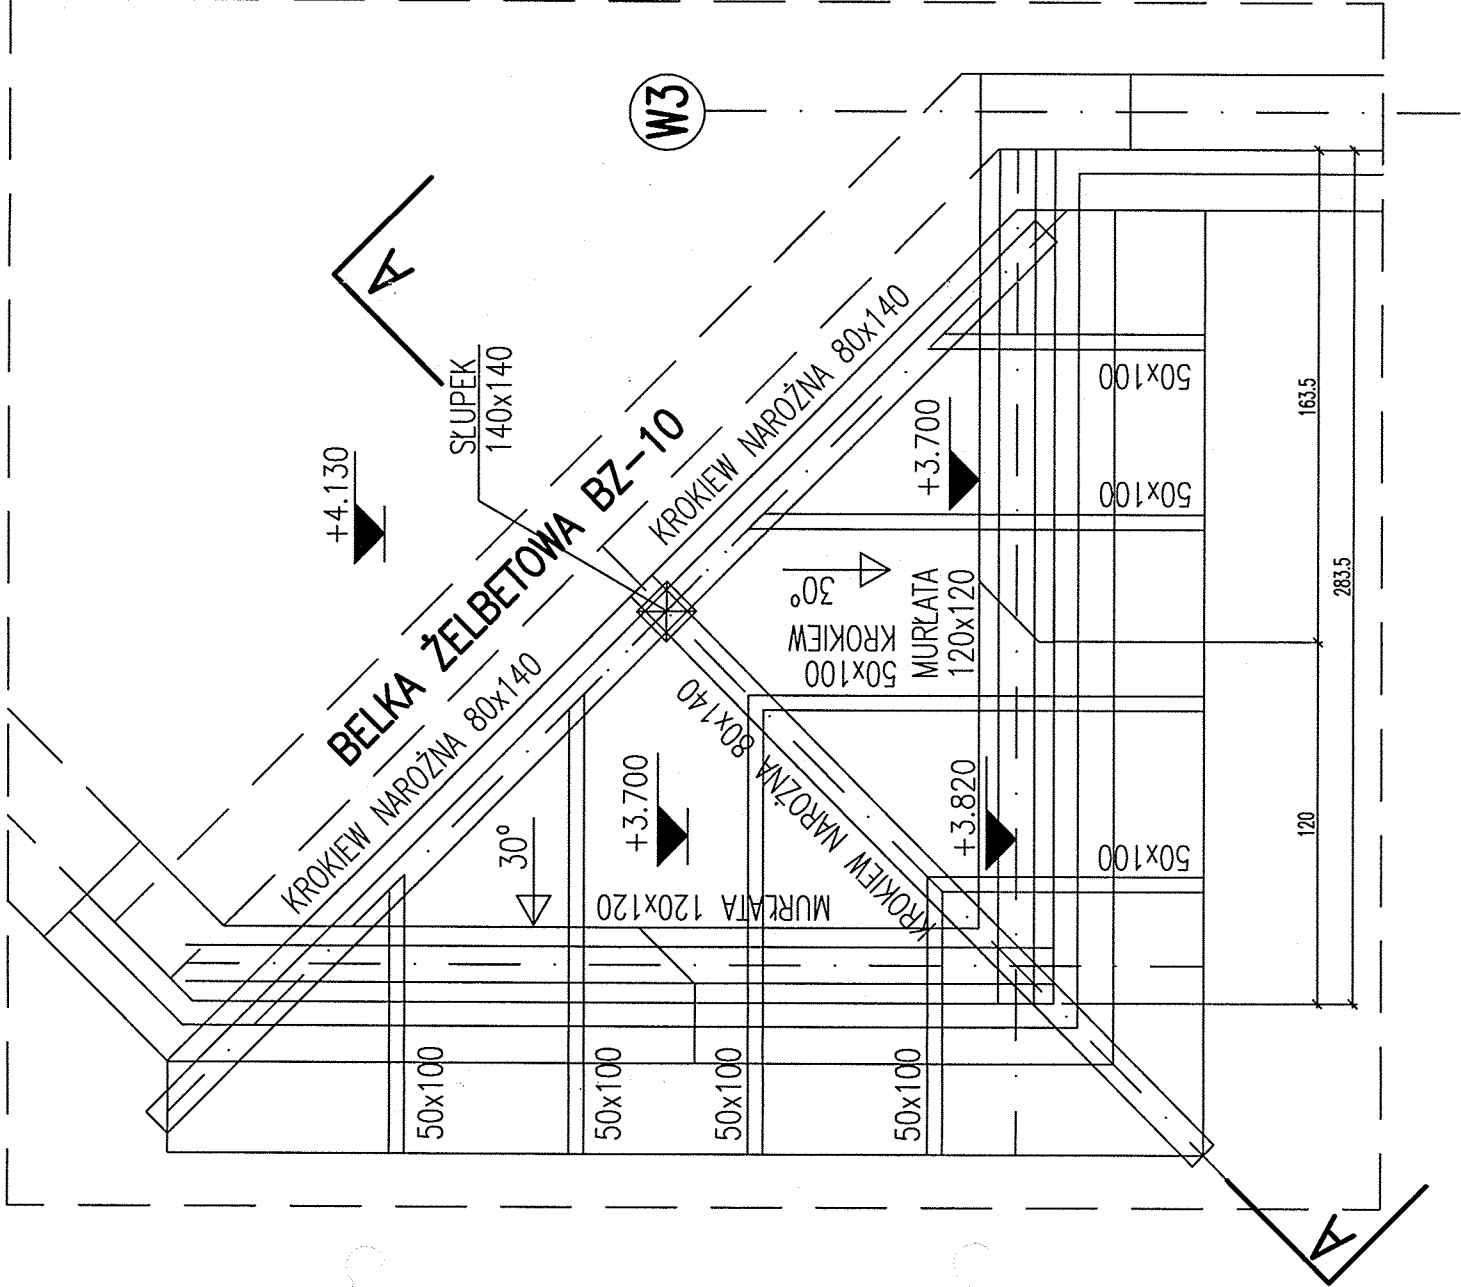 W3
A
SŁUPEK
140x140
+4.130
BELKA ŻELBETOWA BZ-10
KROKIEW NAROŻNA 80x140
KROKIEW NAROŻNA 80x140
+3.700
50x100
50x100
163.5
283.5
30°
50x100
KROKIEW
MURŁATA
120x120
KROKIEW NAROŻNA 80x140
30°
+3.700
+3.820
50x100
120
MURŁATA 120x120
50x100
50x100
50x100
50x100
A